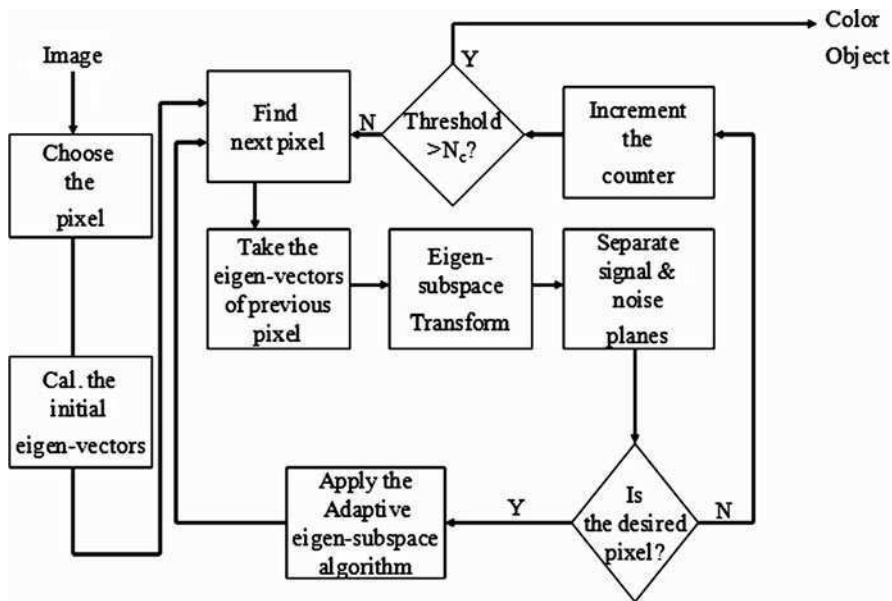 Image
Choose
the
pixel
Cal. the
initial
eigen-vectors
Find
next pixel
N
Threshold
>Nc?
Y
Color
Object
Increment
the
counter
Take the
eigen-vectors
of previous
pixel
Eigen-
subspace
Transform
Separate
signal &
noise
planes
Is
the desired
pixel?
N
Y
Apply the
Adaptive
eigen-subspace
algorithm